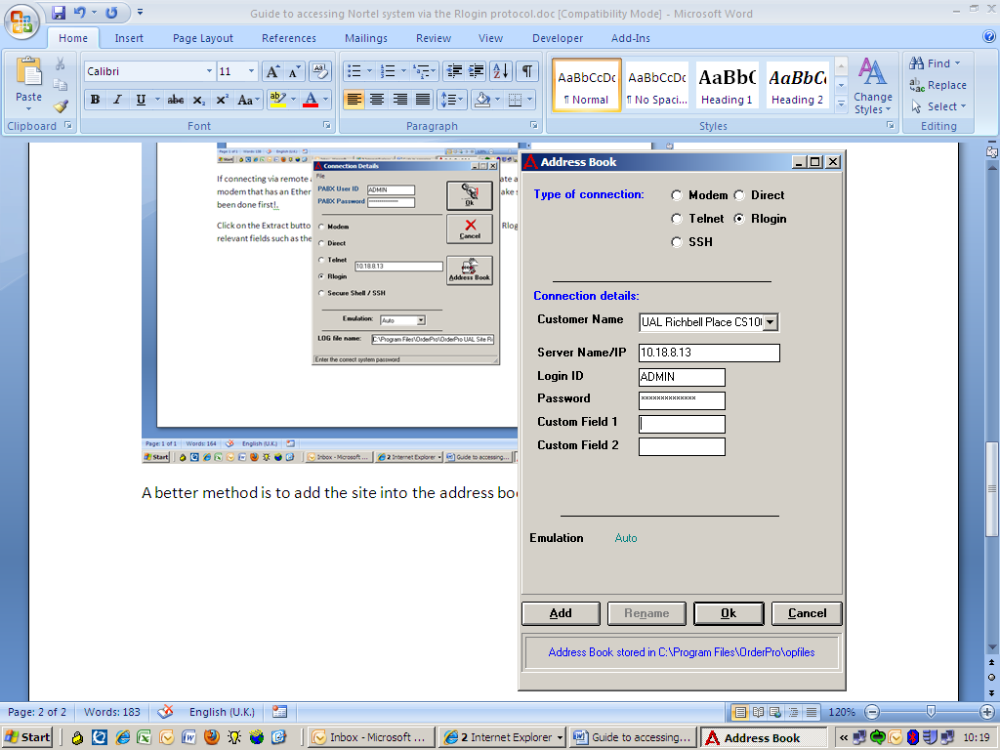 Guide to accessing Nortel system via the Rlogin protocol.doc [Compatibility Mode] - Microsoft Word
Home Insert Page Layout References Mailings Review View Developer Add-Ins
Paste
Clipboard
Calibri 11
B I U abc X₂ X² Aa
Font
Paragraph
AaBbCcDc AaBbCcDc AaBbC AaBbCc
¶ Normal ¶ No Spaci... Heading 1 Heading 2
Change Styles
Styles
Find
Replace
Select
Editing
If connecting via remote a
modem that has an Ether
been done first!.
Click on the Extract butto
relevant fields such as the
Connection Details
File
PABX User ID ADMIN
PABX Password *************
Ok
Modem
Cancel
Direct
Telnet
10.18.8.13
Rlogin
Address Book
Secure Shell / SSH
Emulation: Auto
LOG file name: C:\Program Files\OrderPro\OrderPro UAL Site Ri
Enter the correct system password
Page: 1 of 1 Words: 164 English (U.K.)
Start Inbox - Microsoft ... 2 Internet Explorer Guide to accessing...
A better method is to add the site into the address boo
Address Book
Type of connection: Modem Direct
Telnet Rlogin
SSH
Connection details:
Customer Name UAL Richbell Place CS10
Server Name/IP 10.18.8.13
Login ID ADMIN
Password *************
Custom Field 1
Custom Field 2
Emulation Auto
Add Rename Ok Cancel
Address Book stored in C:\Program Files\OrderPro\opfiles
Page: 2 of 2 Words: 183 English (U.K.) 120%
Start Inbox - Microsoft ... 2 Internet Explorer Guide to accessing... Address Book « 10:19